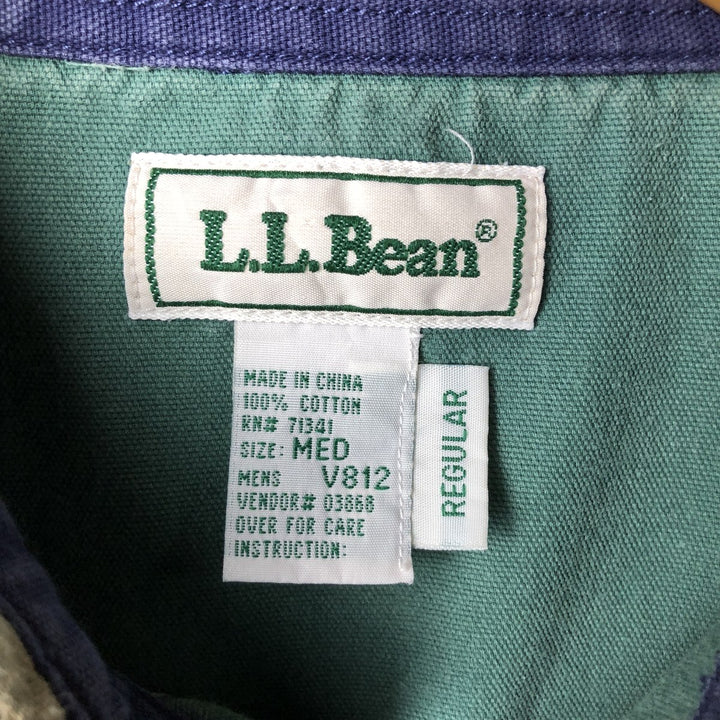 L.L.Bean®
MADE IN CHINA
100% COTTON
RN# 71341
SIZE: MED
MENS V812
VENDOR# 03868
OVER FOR CARE
INSTRUCTION:
REGULAR